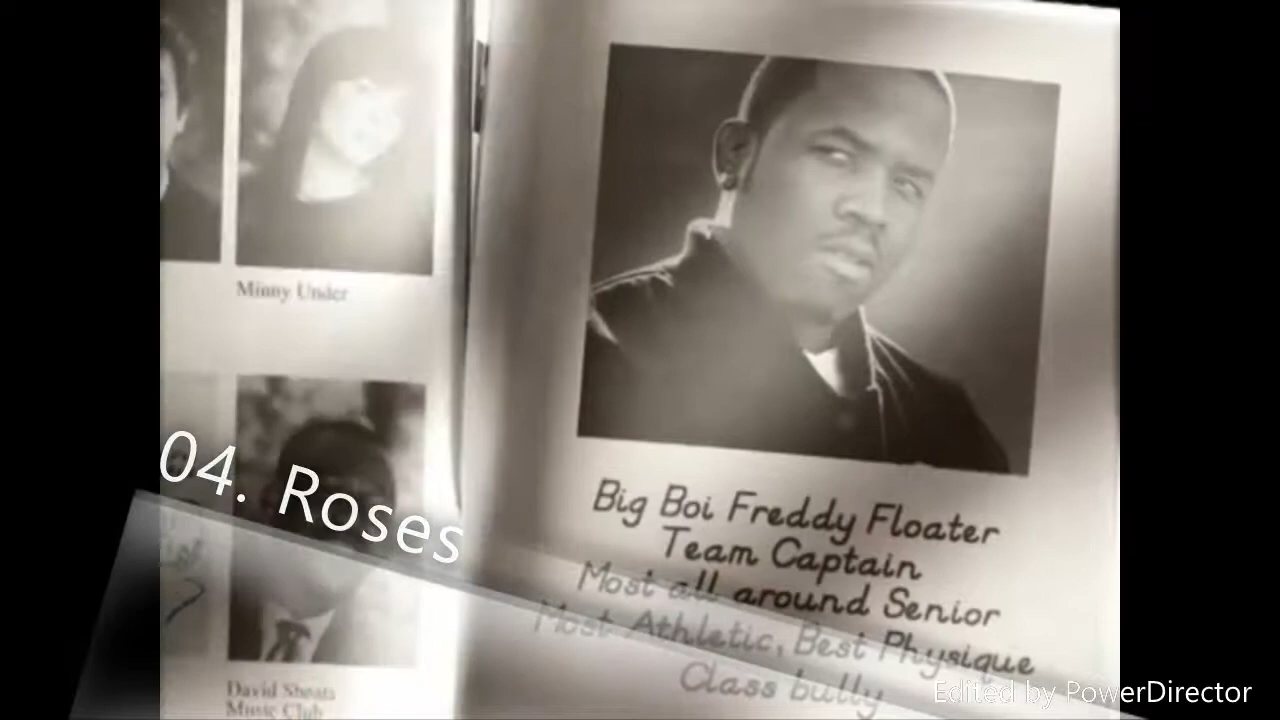 Minny Under
04. Roses
Big Boi Freddy Floater
Team Captain
Most all around Senior
Most Athletic, Best Physique
Class bully
David Sheats
Music Club
Edited by PowerDirector